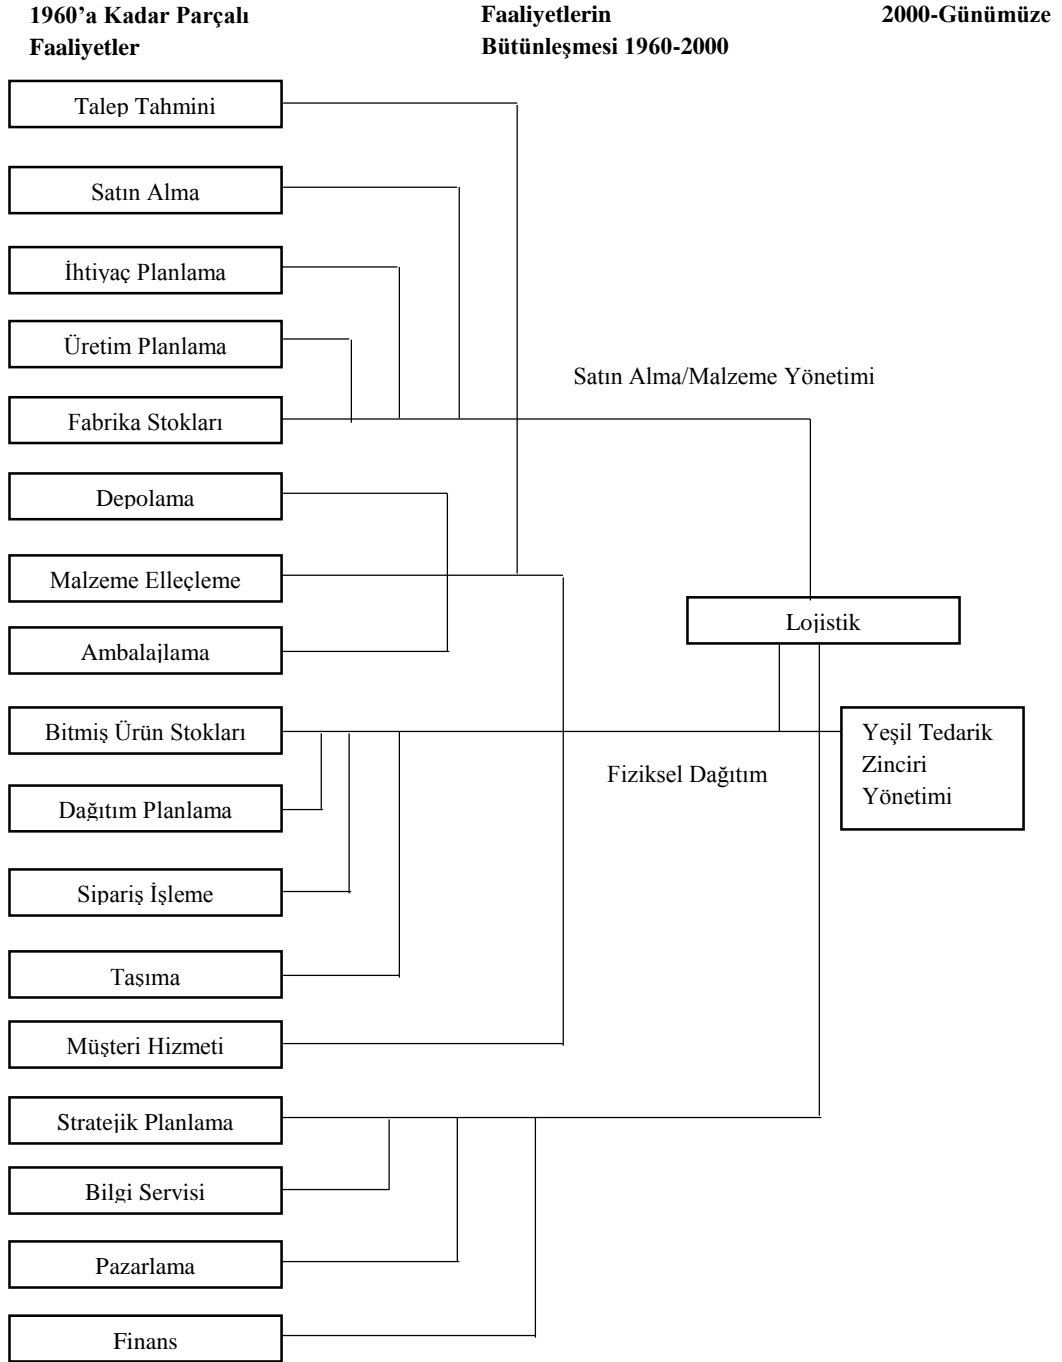 1960’a Kadar Parçalı
Faaliyetler
Faaliyetlerin
Bütünleşmesi 1960-2000
2000-Günümüze
Talep Tahmini
Satın Alma
İhtiyaç Planlama
Üretim Planlama
Satın Alma/Malzeme Yönetimi
Fabrika Stokları
Depolama
Malzeme Elleçleme
Lojistik
Ambalajlama
Bitmiş Ürün Stokları
Yeşil Tedarik
Zinciri
Yönetimi
Fiziksel Dağıtım
Dağıtım Planlama
Sipariş İşleme
Taşıma
Müşteri Hizmeti
Stratejik Planlama
Bilgi Servisi
Pazarlama
Finans